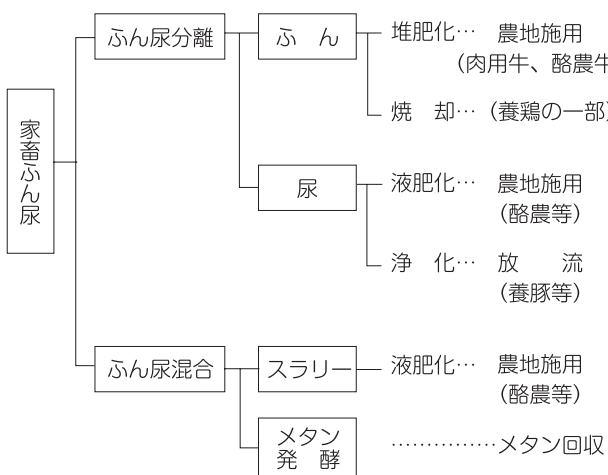 家畜ふん尿
ふん尿分離
ふ ん
堆肥化… 農地施用
(肉用牛、酪農牛
焼 却… (養鶏の一部)
尿
液肥化… 農地施用
(酪農等)
浄 化… 放 流
(養豚等)
ふん尿混合
スラリー
液肥化… 農地施用
(酪農等)
メタン
発 酵
……………メタン回収